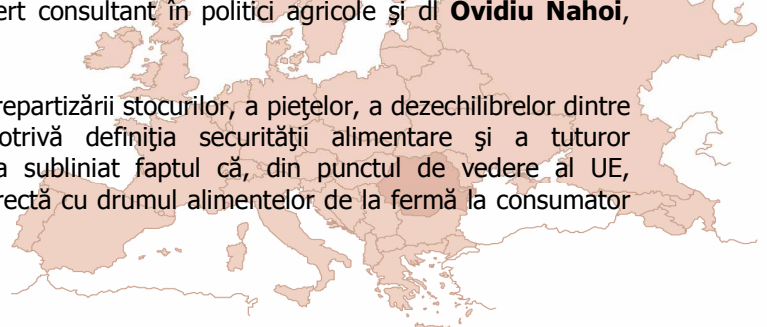 ert consultant în politici agricole şi dl Ovidiu Nahoi,
repartizării stocurilor, a pieţelor, a dezechilibrelor dintre
otrivă definiţia securităţii alimentare şi a tuturor
a subliniat faptul că, din punctul de vedere al UE,
rectă cu drumul alimentelor de la fermă la consumator